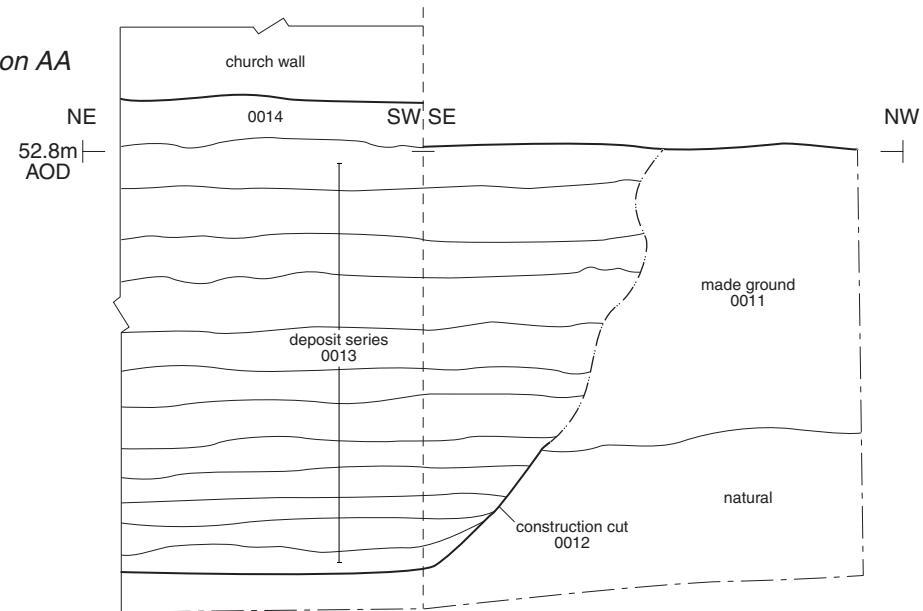 on AA
church wall
NE
0014
SW
SE
NW
52.8m
AOD
made ground
0011
deposit series
0013
natural
construction cut
0012